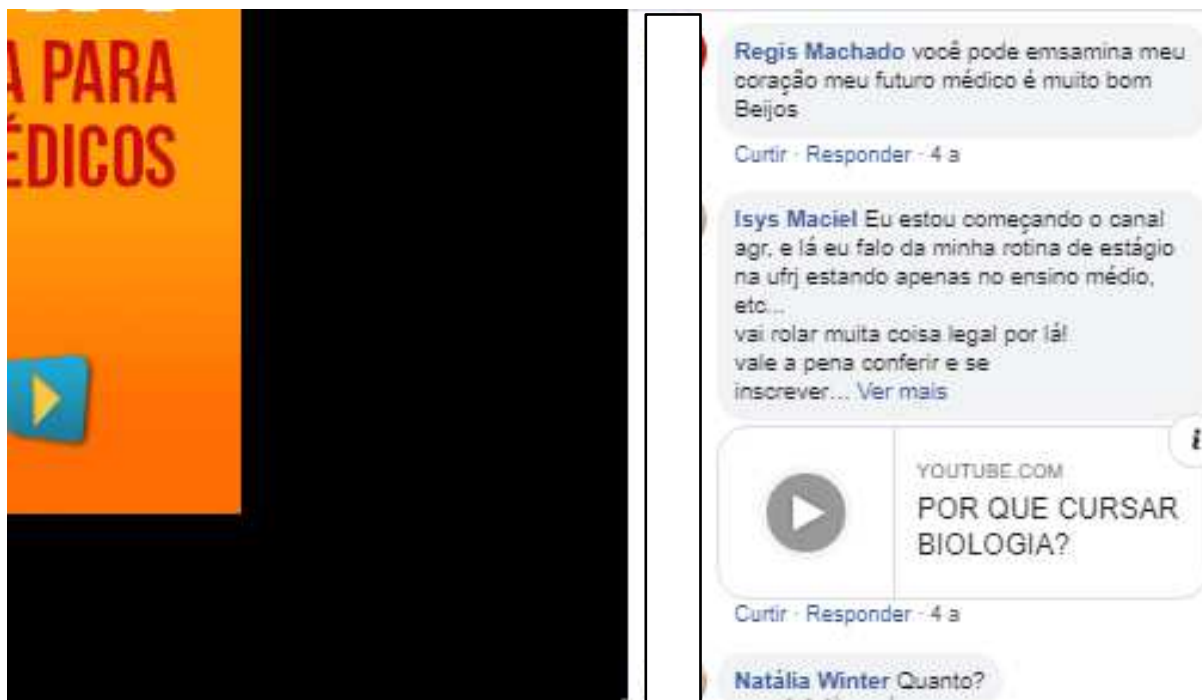 A PARA
ÉDICOS
Regis Machado você pode emsamina meu
coração meu futuro médico é muito bom
Beijos
Curtir · Responder · 4 a
Isys Maciel Eu estou começando o canal
agr, e lá eu falo da minha rotina de estágio
na ufrj estando apenas no ensino médio,
etc...
vai rolar muita coisa legal por lá!
vale a pena conferir e se
inscrever... Ver mais
i
YOUTUBE.COM
POR QUE CURSAR
BIOLOGIA?
Curtir · Responder · 4 a
Natália Winter Quanto?